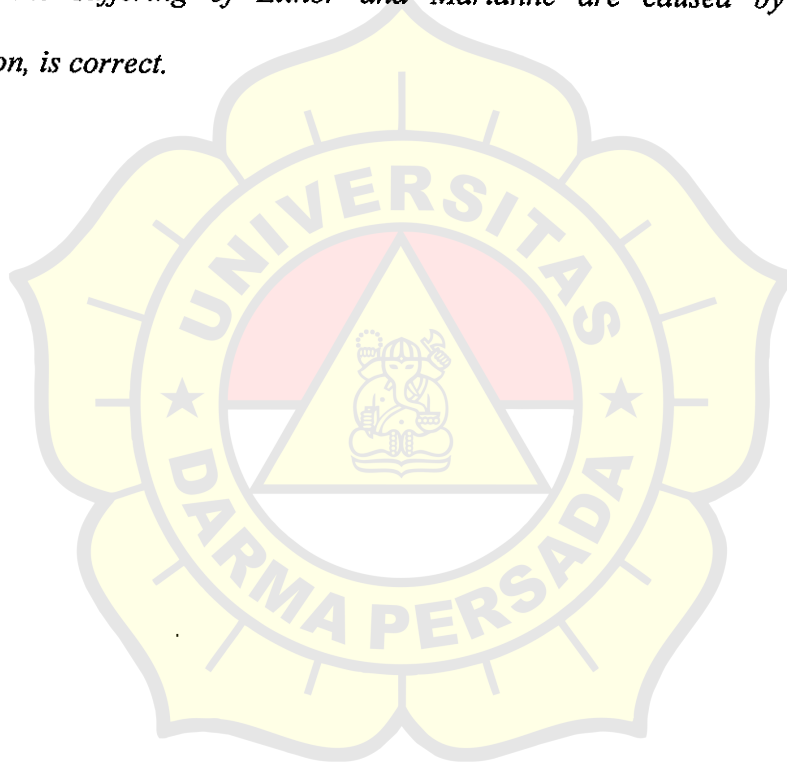 suffering of Elinor and Marianne are caused by
on, is correct.
UNIVERSITAS
DARMA PERSADA